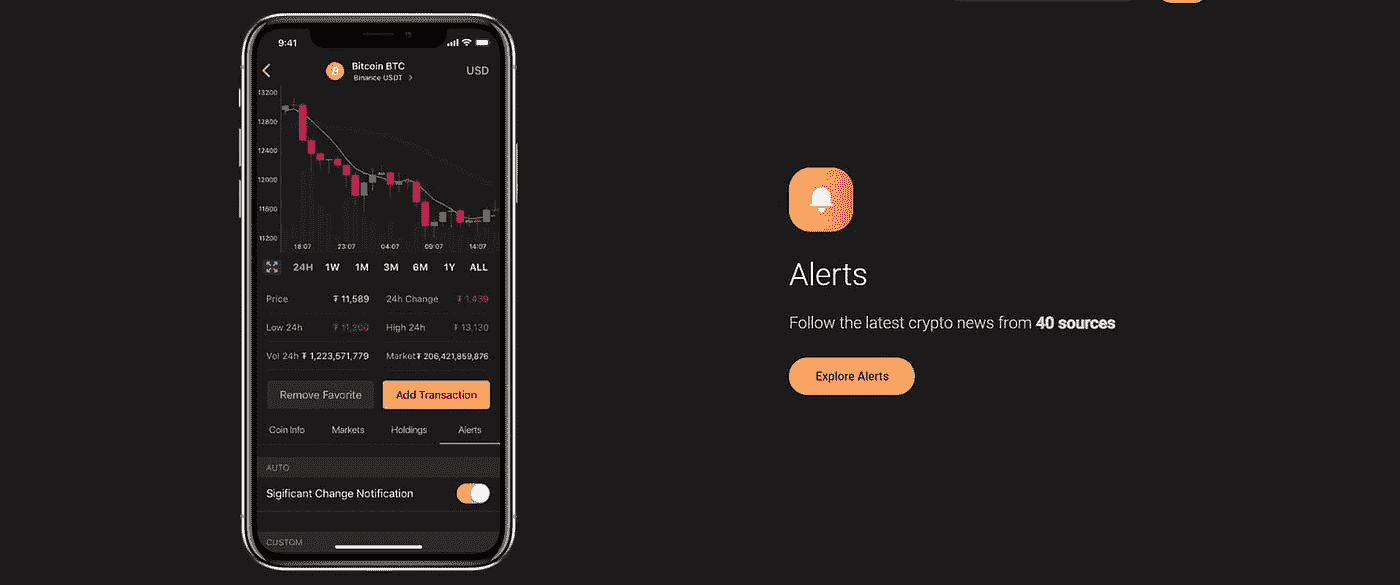 9:41
Bitcoin BTC
Binance USDT >
USD
13200
12800
12400
12000
11600
11200
18:07 23:07 04:07 09:07 14:07
24H 1W 1M 3M 6M 1Y ALL
Price ₮ 11,589 24h Change ₮ 1,439
Low 24h ₮ 11,200 High 24h ₮ 13,130
Vol 24h ₮ 1,223,571,779 Market ₮ 206,421,859,876
Remove Favorite Add Transaction
Coin Info Markets Holdings Alerts
AUTO
Sigificant Change Notification
CUSTOM
Alerts
Follow the latest crypto news from 40 sources
Explore Alerts